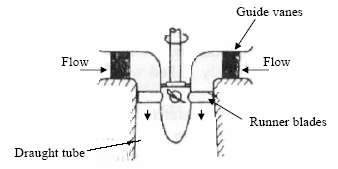 Guide vanes
Flow
Flow
Runner blades
Draught tube